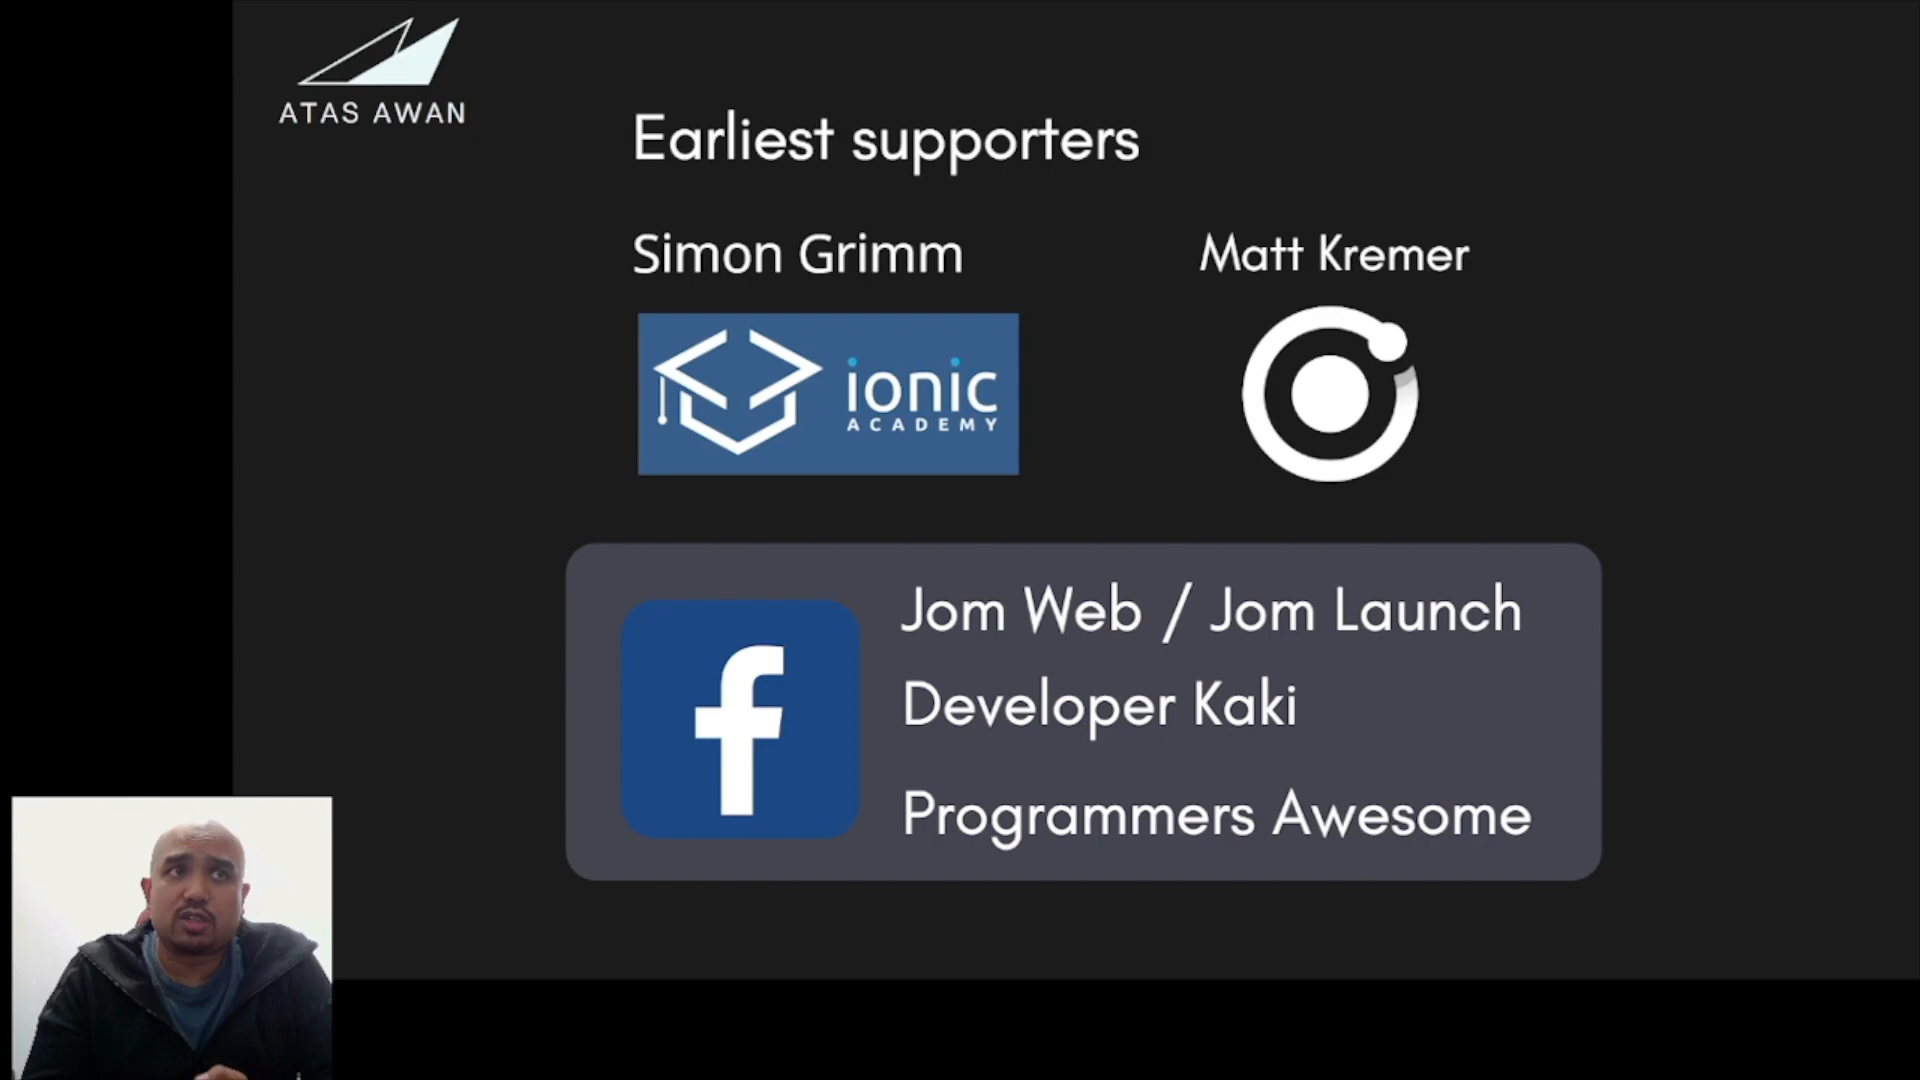 ATAS AWAN
Earliest supporters
Simon Grimm
Matt Kremer
ionic
ACADEMY
Jom Web / Jom Launch
Developer Kaki
Programmers Awesome